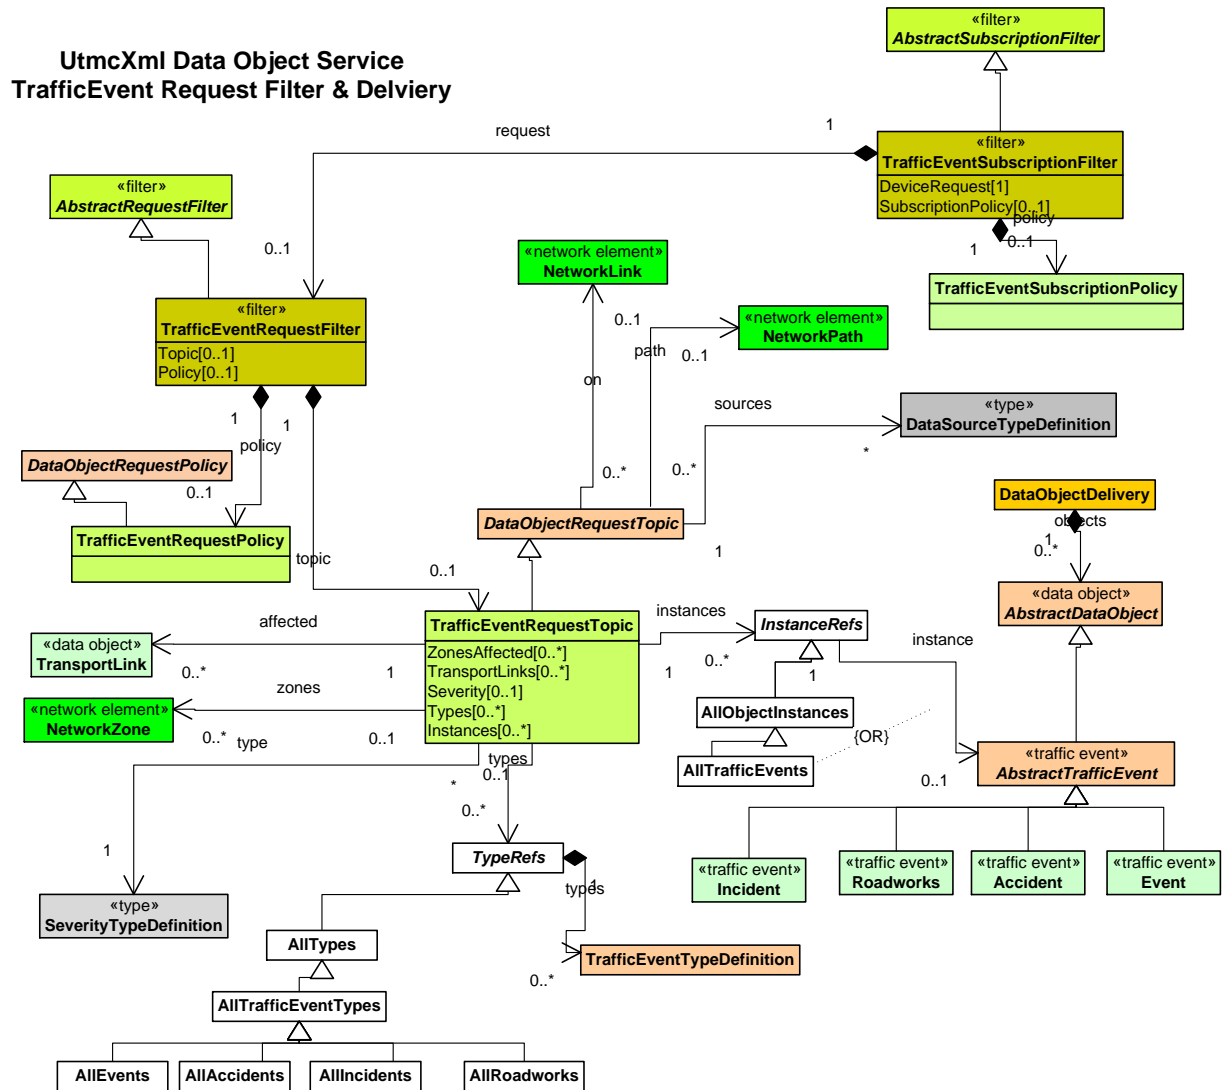 UtmcXml Data Object Service
TrafficEvent Request Filter & Delviery
«filter»
AbstractSubscriptionFilter
request
1
«filter»
TrafficEventSubscriptionFilter
DeviceRequest[1]
SubscriptionPolicy[0..1]
policy
1
0..1
TrafficEventSubscriptionPolicy
«filter»
AbstractRequestFilter
0..1
«filter»
TrafficEventRequestFilter
Topic[0..1]
Policy[0..1]
1
1
policy
0..1
topic
0..1
«network element»
NetworkLink
0..1
on
0..*
«network element»
NetworkPath
path
0..1
0..*
sources
«type»
DataSourceTypeDefinition
*
1
DataObjectRequestPolicy
TrafficEventRequestPolicy
DataObjectRequestTopic
DataObjectDelivery
objects
1
0..*
«data object»
AbstractDataObject
affected
«data object»
TransportLink
0..*
1
zones
«network element»
NetworkZone
0..*
type
0..1
TrafficEventRequestTopic
ZonesAffected[0..*]
TransportLinks[0..*]
Severity[0..1]
Types[0..*]
Instances[0..*]
instances
1
0..*
InstanceRefs
1
instance
AllObjectInstances
AllTrafficEvents
{OR}
0..1
«traffic event»
AbstractTrafficEvent
types
0..1
*
0..*
1
«type»
SeverityTypeDefinition
TypeRefs
1
types
0..*
TrafficEventTypeDefinition
«traffic event»
Incident
«traffic event»
Roadworks
«traffic event»
Accident
«traffic event»
Event
AllTypes
AllTrafficEventTypes
AllEvents
AllAccidents
AllIncidents
AllRoadworks